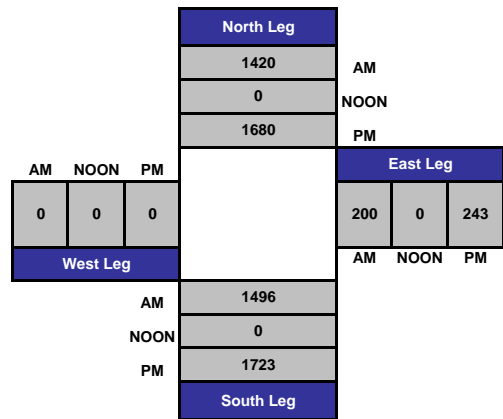 North Leg
1420 AM
0 NOON
1680 PM
AM NOON PM East Leg
0 0 0 200 0 243
West Leg AM NOON PM
AM 1496
NOON 0
PM 1723
South Leg